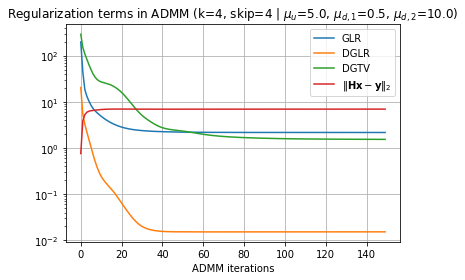 Regularization terms in ADMM (k=4, skip=4 | μ_u=5.0, μ_{d,1}=0.5, μ_{d,2}=10.0)
GLR
DGLR
DGTV
‖Hx − y‖₂
10²
10¹
10⁰
10⁻¹
10⁻²
0 20 40 60 80 100 120 140
ADMM iterations